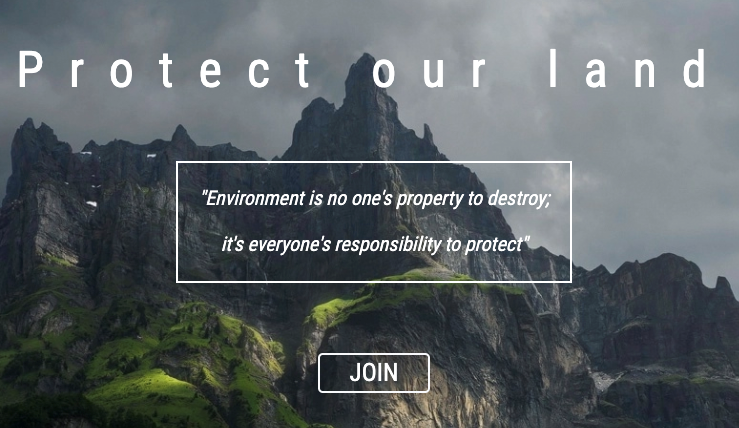 Protect our land
"Environment is no one's property to destroy;
it's everyone's responsibility to protect"
JOIN